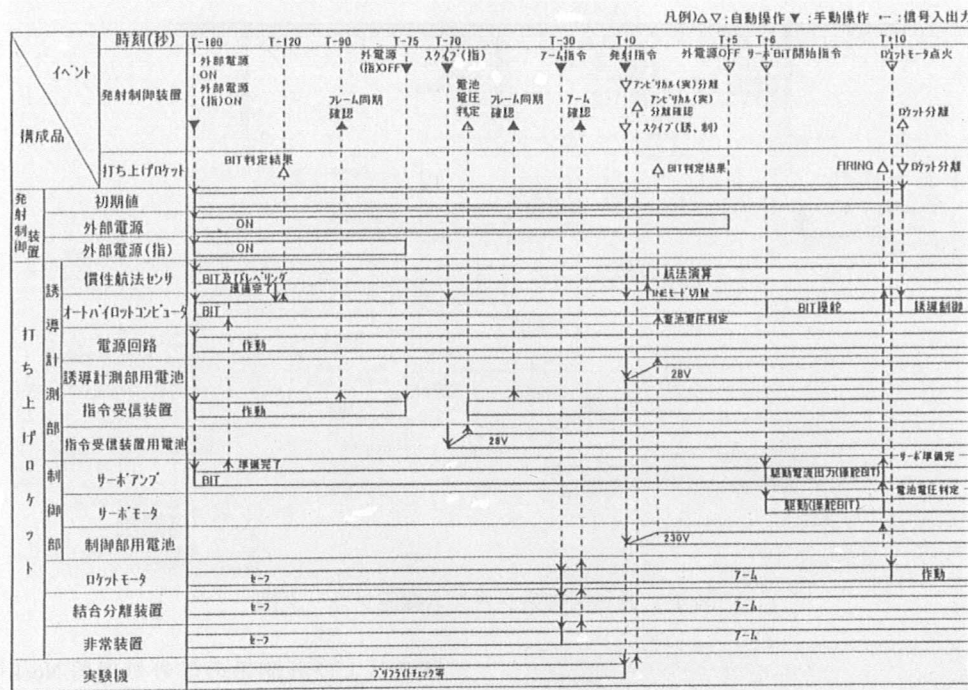 凡例)△▽:自動操作▼:手動操作 ←:信号入出力
時刻(秒)
T-180 T-120 T-90 T-75 T-70 T-30 T+0 T+5 T+6 T+10
イベント
構成品
発射制御装置
外部電源
ON
外部電源
(指)ON
フレーム同期
確認
外電源
(指)OFF
スクイブ(指)
電池
電圧
判定
フレーム同期
確認
アーム指令
アーム
確認
発射指令
アンビリカル(実)分離
アンビリカル(実)
分離確認
スクイブ(誘、制)
外電源OFF
サーボBIT開始指令
ロケットモータ点火
ロケット分離
打ち上げロケット
BIT判定結果
BIT判定結果
FIRING
ロケット分離
発射制御装置
初期値
外部電源
ON
外部電源(指)
ON
打ち上げロケット
誘導計測部
慣性航法センサ
BIT及びレベリング
準備完了
航法演算
INEモード切替
オートパイロットコンピュータ
BIT
BIT操舵
誘導制御
電池電圧判定
電源回路
作動
誘導計測部用電池
28V
指令受信装置
作動
指令受信装置用電池
28V
制御部
サーボアンプ
準備完了
BIT
駆動電流出力(操舵BIT)
サーボ準備完
サーボモータ
駆動(操舵BIT)
電池電圧判定
制御部用電池
230V
ロケットモータ
セーフ
アーム
作動
結合分離装置
セーフ
アーム
非常装置
セーフ
アーム
実験機
プリフライトチェック等